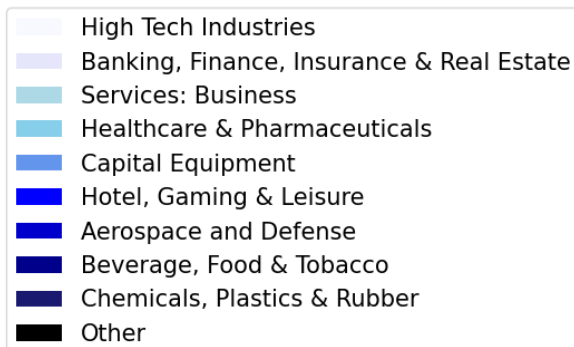 High Tech Industries
Banking, Finance, Insurance & Real Estate
Services: Business
Healthcare & Pharmaceuticals
Capital Equipment
Hotel, Gaming & Leisure
Aerospace and Defense
Beverage, Food & Tobacco
Chemicals, Plastics & Rubber
Other